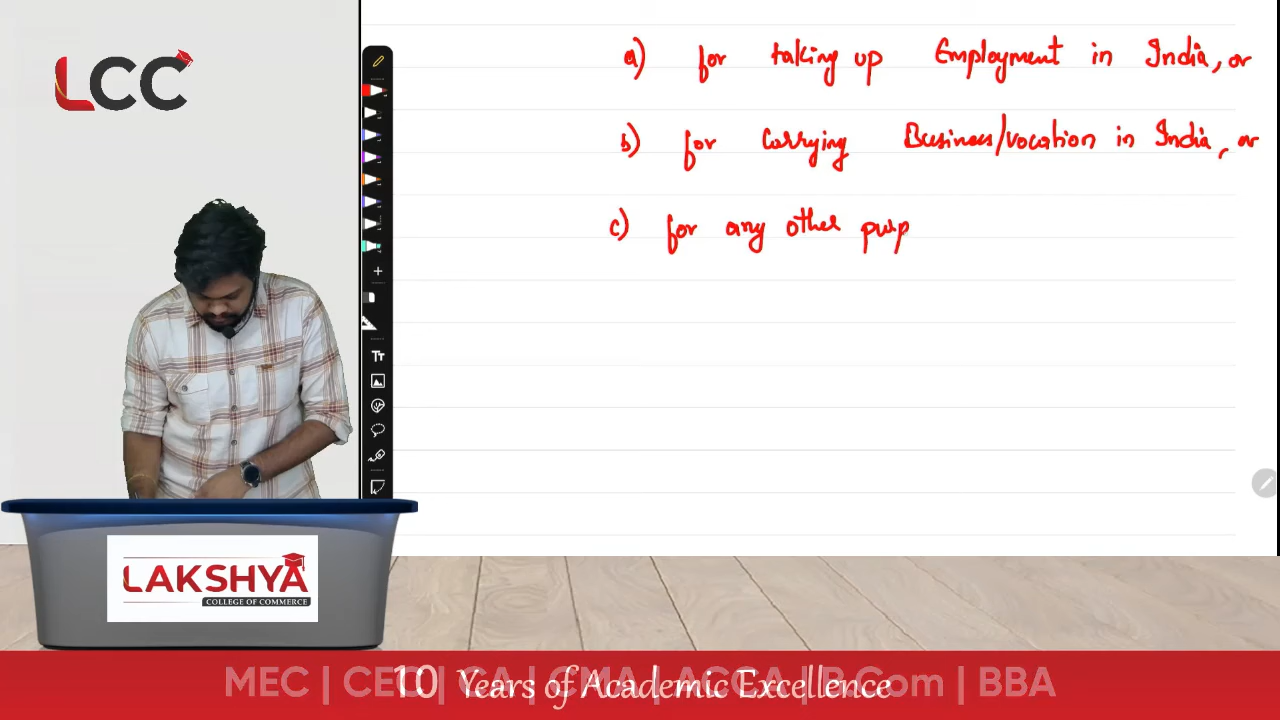 LCC
a) for taking up Employment in India, or
b) for carrying Business/vocation in India, or
c) for any other purp
Tт
LAKSHYA
COLLEGE OF COMMERCE
MEC | CEC | CA | CMA | ACCA | B.Com | BBA
10 Years of Academic Excellence